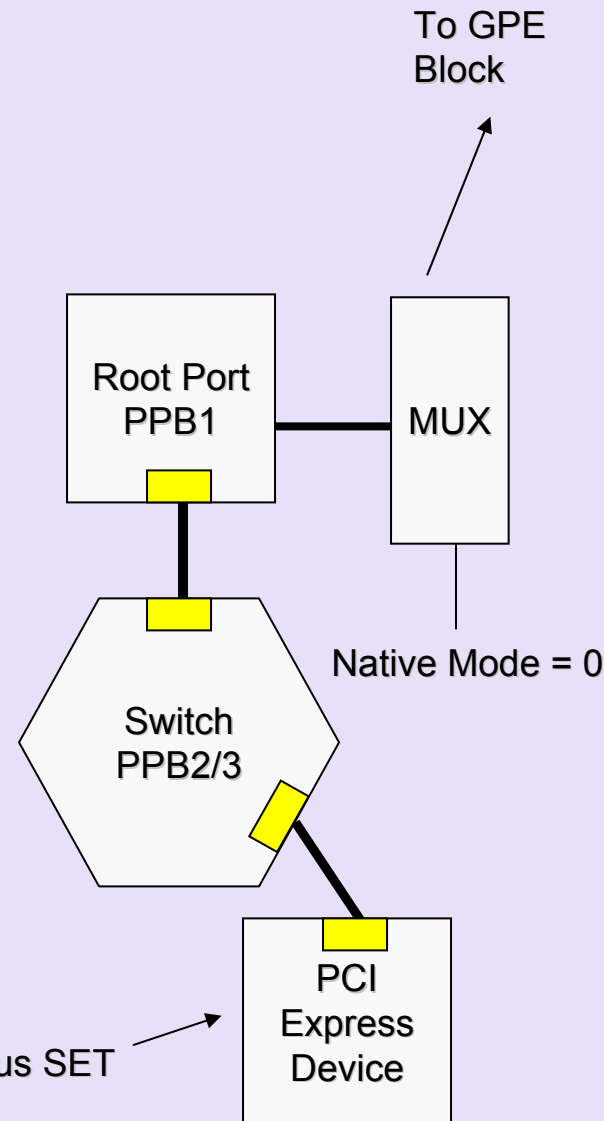 To GPE
Block
Root Port
PPB1
MUX
Native Mode = 0
Switch
PPB2/3
PCI
Express
Device
us SET